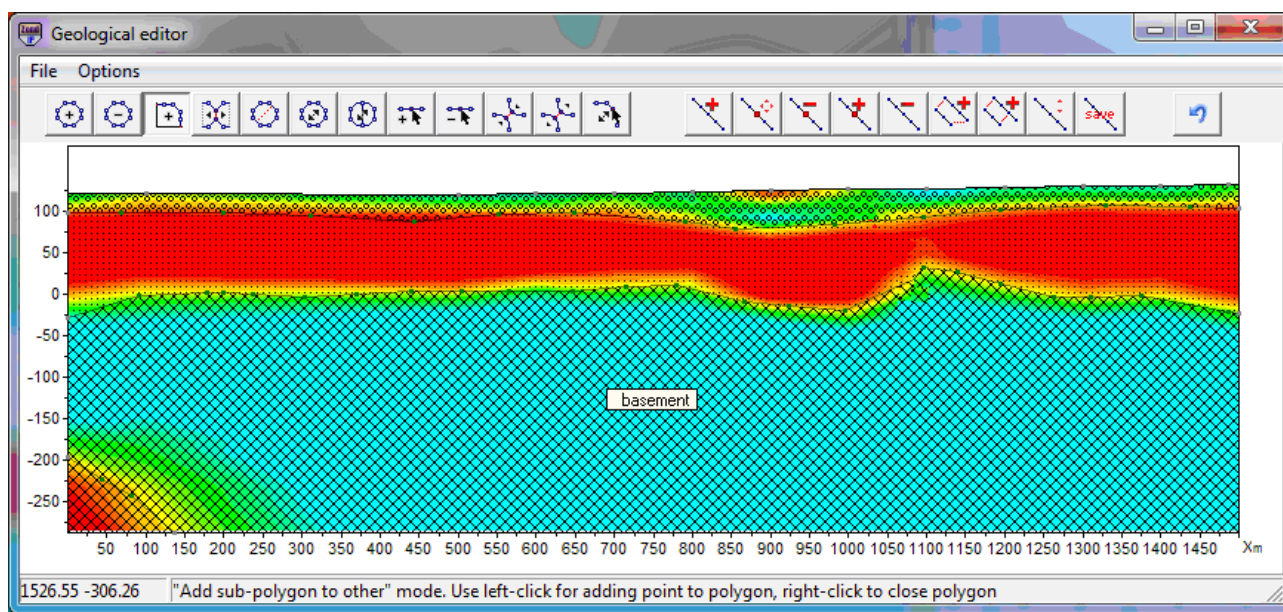 Geological editor
File Options
save
100
50
0
-50
-100
basement
-150
-200
-250
50 100 150 200 250 300 350 400 450 500 550 600 650 700 750 800 850 900 950 1000 1050 1100 1150 1200 1250 1300 1350 1400 1450 Xm
1526.55 -306.26 "Add sub-polygon to other" mode. Use left-click for adding point to polygon, right-click to close polygon